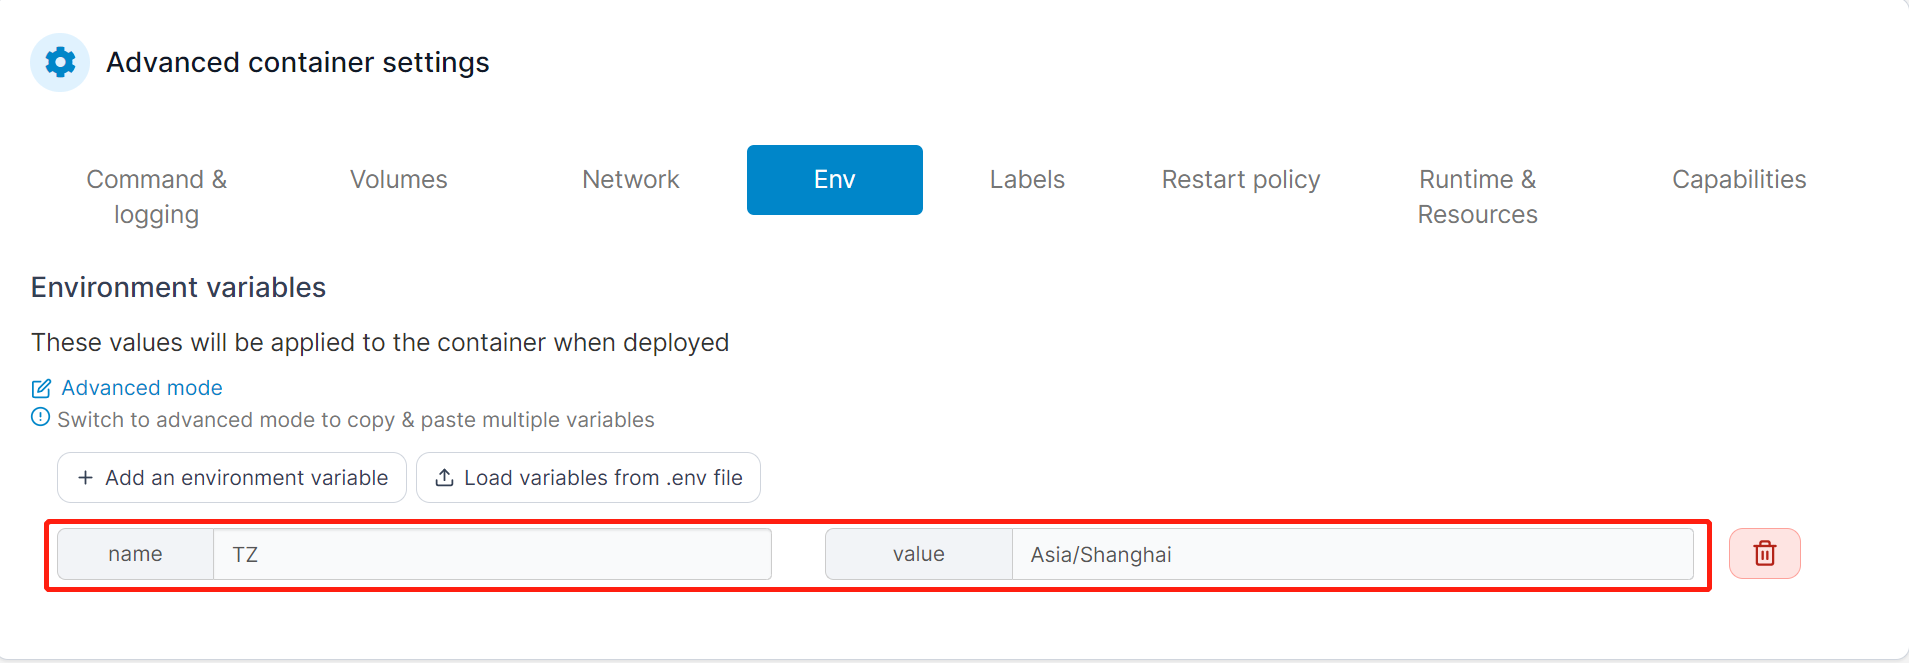 Advanced container settings
Command &
logging
Volumes
Network
Env
Labels
Restart policy
Runtime &
Resources
Capabilities
Environment variables
These values will be applied to the container when deployed
Advanced mode
Switch to advanced mode to copy & paste multiple variables
+ Add an environment variable
Load variables from .env file
name
TZ
value
Asia/Shanghai